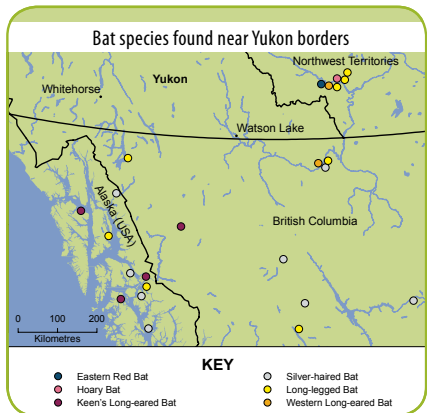 Bat species found near Yukon borders
Northwest Territories
Yukon
Whitehorse
Watson Lake
Alaska (USA)
British Columbia
0 100 200
Kilometres
KEY
Eastern Red Bat
Hoary Bat
Keen's Long-eared Bat
Silver-haired Bat
Long-legged Bat
Western Long-eared Bat